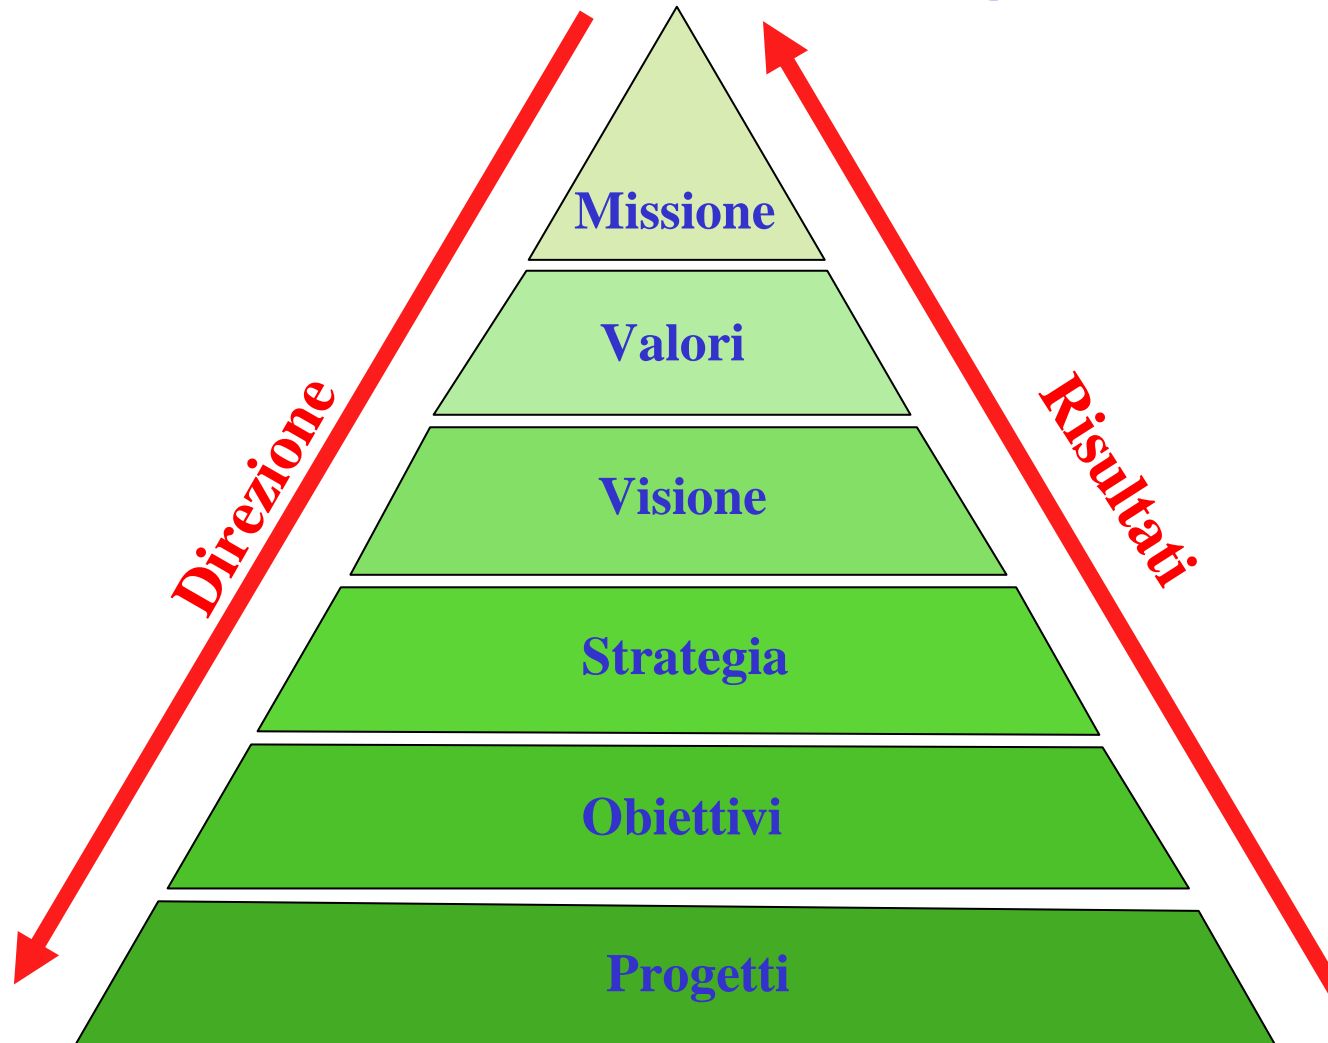 Missione
Valori
Direzione
Risultati
Visione
Strategia
Obiettivi
Progetti